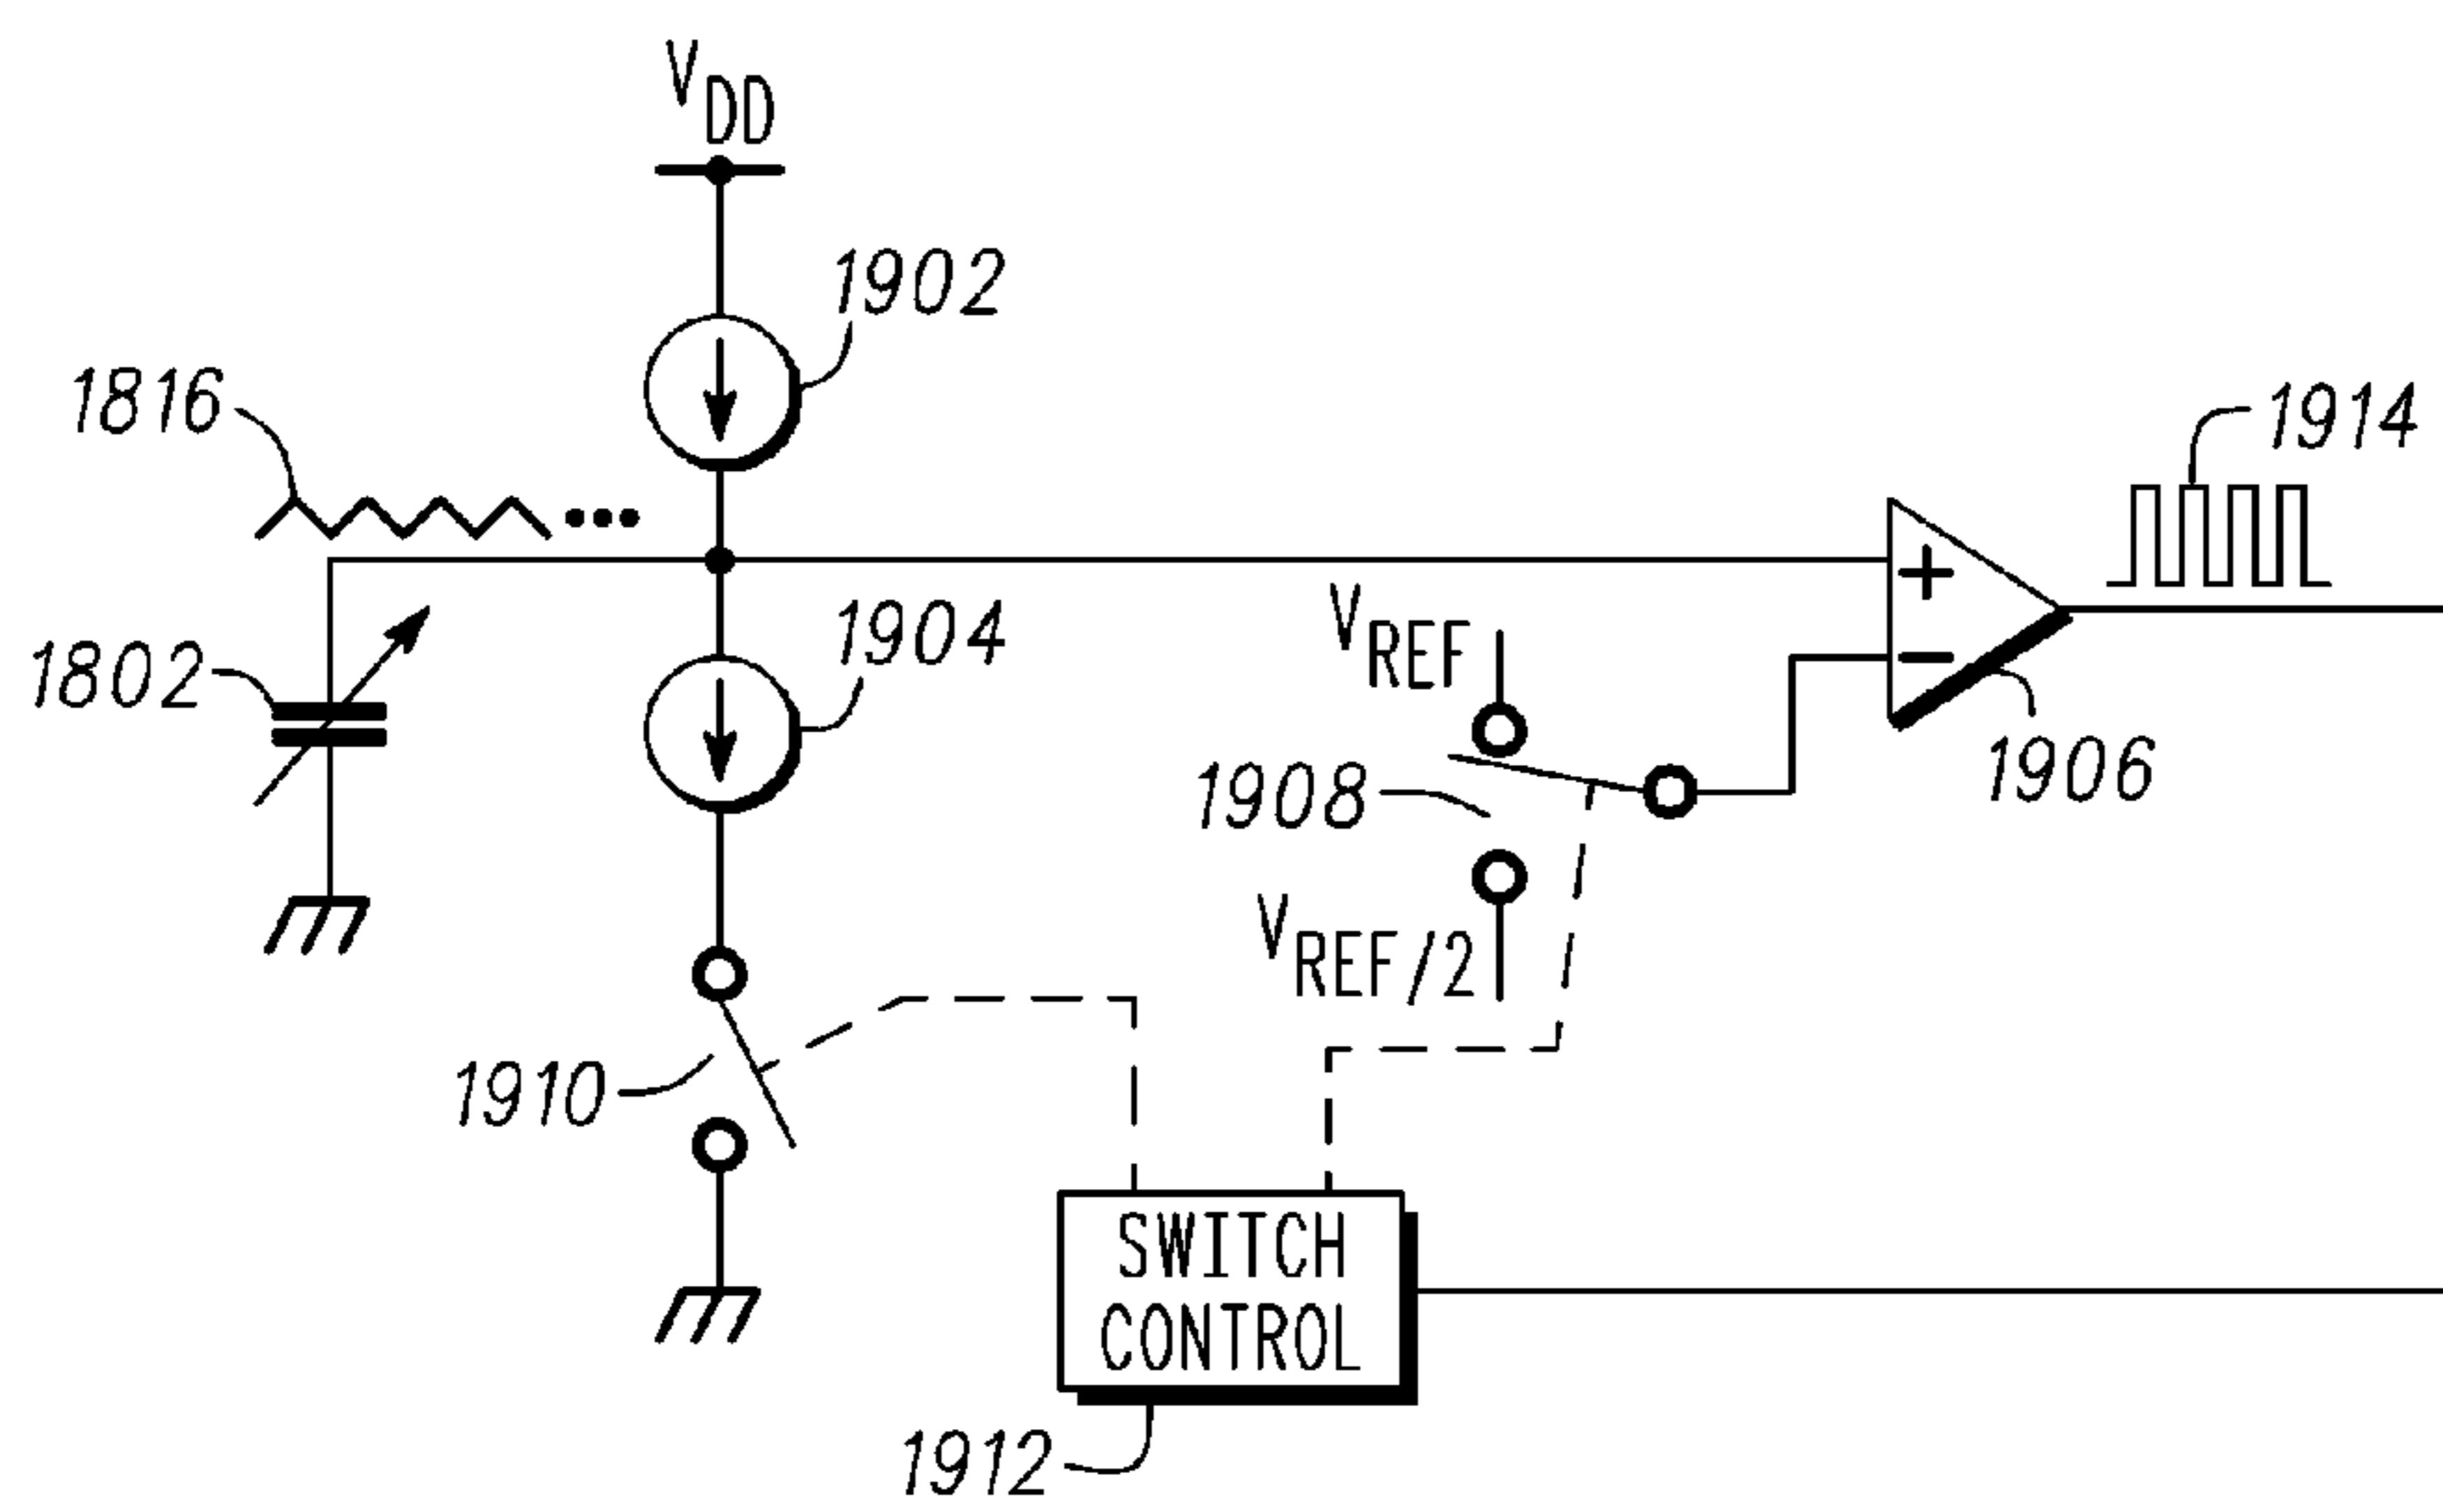 VDD
1902
1816
1914
1904
VREF
1802
+
−
1906
1908
VREF/2
1910
SWITCH
CONTROL
1912